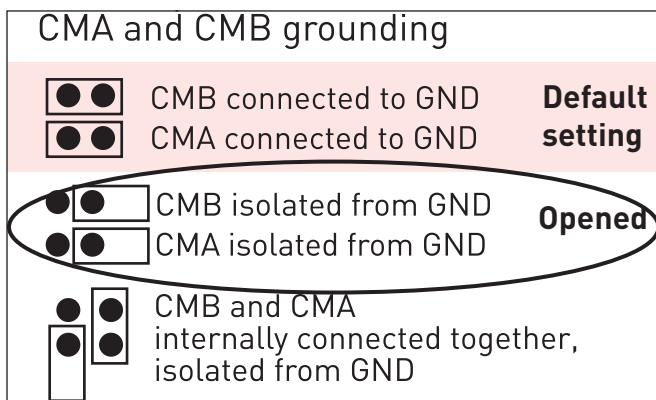 CMA and CMB grounding
CMB connected to GND Default
CMA connected to GND setting
CMB isolated from GND Opened
CMA isolated from GND
CMB and CMA
internally connected together,
isolated from GND